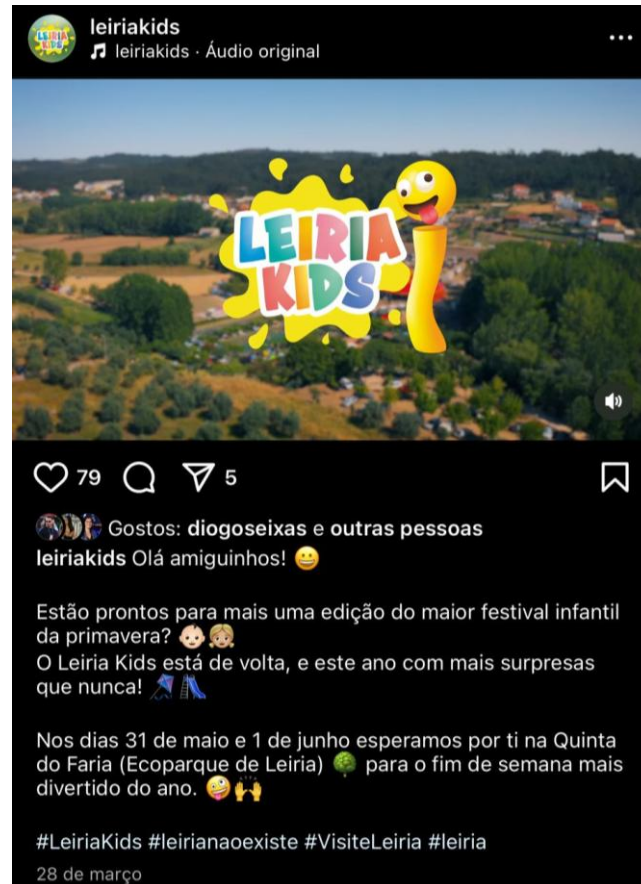 leiriakids
leiriakids · Áudio original
LEIRIA
KIDS
79
5
Gostos: diogoseixas e outras pessoas
leiriakids Olá amiguinhos! 😀
Estão prontos para mais uma edição do maior festival infantil
da primavera? 👶🏻👧🏼
O Leiria Kids está de volta, e este ano com mais surpresas
que nunca! 🪁🛝
Nos dias 31 de maio e 1 de junho esperamos por ti na Quinta
do Faria (Ecoparque de Leiria) 🌳 para o fim de semana mais
divertido do ano. 🤪🙌
#LeiriaKids #leirianaoexiste #VisiteLeiria #leiria
28 de março